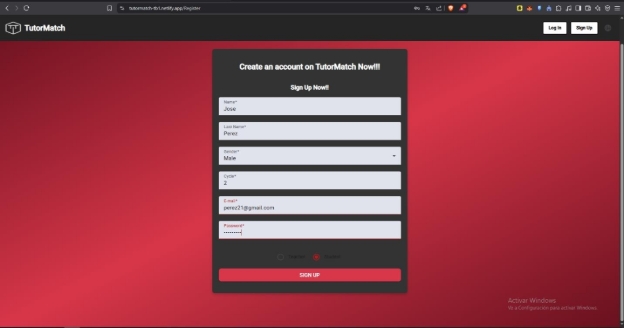 tutormatch-tb1.netlify.app/Register
TutorMatch
Log in
Sign Up
Create an account on TutorMatch Now!!!
Sign Up Now!!
Name*
Jose
Last Name*
Perez
Gender*
Male
Cycle*
2
E-mail*
perez21@gmail.com
Password*
SIGN UP
Activar Windows
Ve a Configuración para activar Windows.